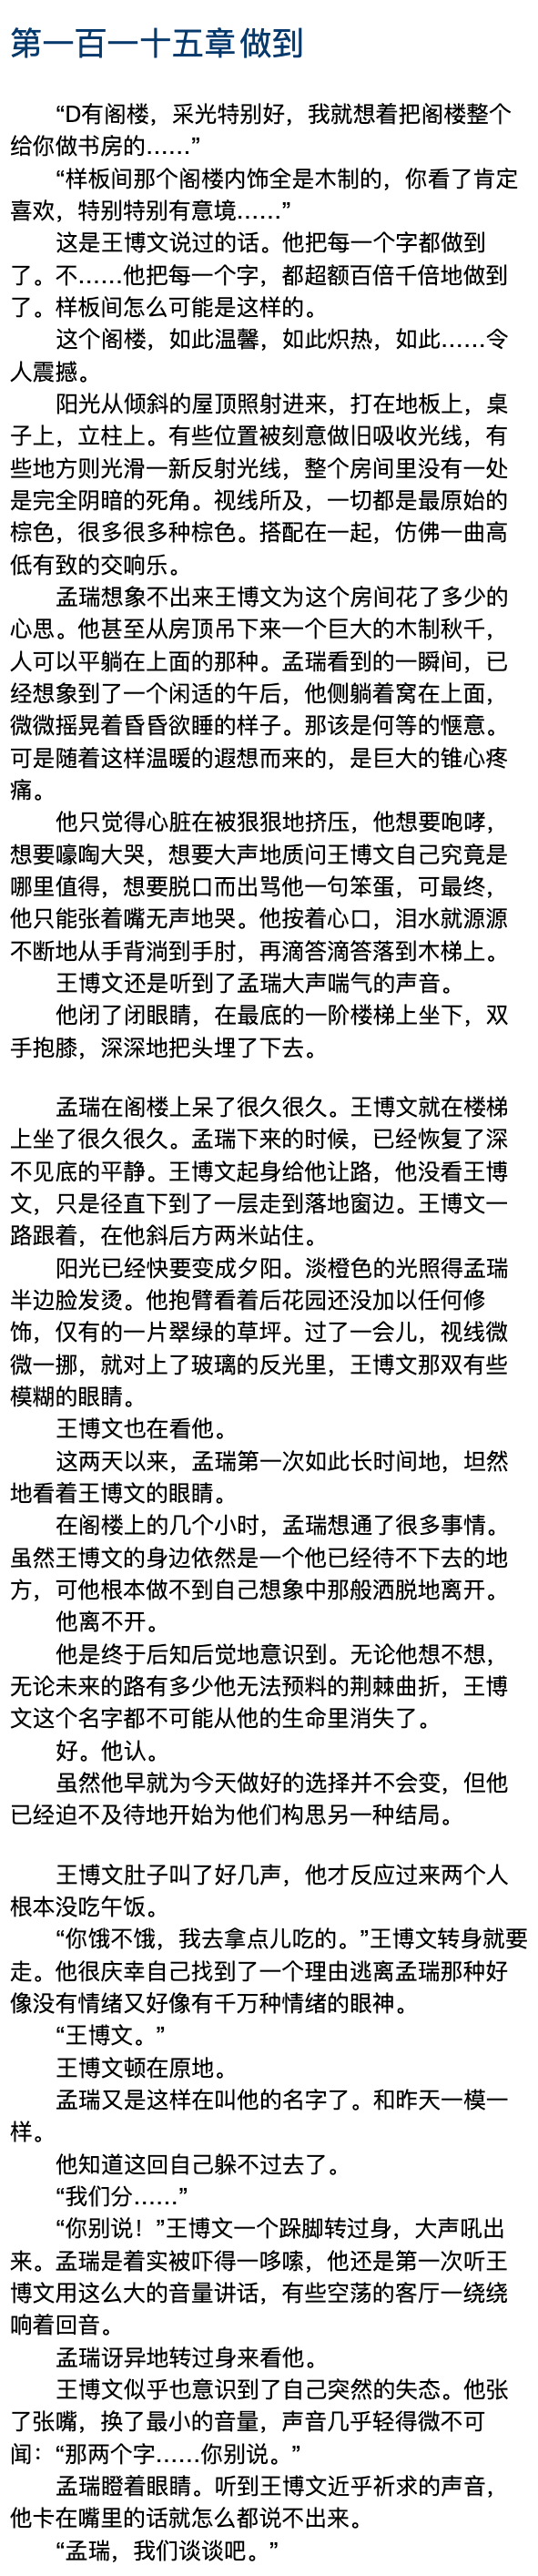 第一百一十五章 做到
“D有阁楼，采光特别好，我就想着把阁楼整个
给你做书房的……”
“样板间那个阁楼内饰全是木制的，你看了肯定
喜欢，特别特别有意境……”
这是王博文说过的话。他把每一个字都做到
了。不……他把每一个字，都超额百倍千倍地做到
了。样板间怎么可能是这样的。
这个阁楼，如此温馨，如此炽热，如此……令
人震撼。
阳光从倾斜的屋顶照射进来，打在地板上，桌
子上，立柱上。有些位置被刻意做旧吸收光线，有
些地方则光滑一新反射光线，整个房间里没有一处
是完全阴暗的死角。视线所及，一切都是最原始的
棕色，很多很多种棕色。搭配在一起，仿佛一曲高
低有致的交响乐。
孟瑞想象不出来王博文为这个房间花了多少的
心思。他甚至从房顶吊下来一个巨大的木制秋千，
人可以平躺在上面的那种。孟瑞看到的一瞬间，已
经想象到了一个闲适的午后，他侧躺着窝在上面，
微微摇晃着昏昏欲睡的样子。那该是何等的惬意。
可是随着这样温暖的遐想而来的，是巨大的锥心疼
痛。
他只觉得心脏在被狠狠地挤压，他想要咆哮，
想要嚎啕大哭，想要大声地质问王博文自己究竟是
哪里值得，想要脱口而出骂他一句笨蛋，可最终，
他只能张着嘴无声地哭。他按着心口，泪水就源源
不断地从手背淌到手肘，再滴答滴答落到木梯上。
王博文还是听到了孟瑞大声喘气的声音。
他闭了闭眼睛，在最底的一阶楼梯上坐下，双
手抱膝，深深地把头埋了下去。
孟瑞在阁楼上呆了很久很久。王博文就在楼梯
上坐了很久很久。孟瑞下来的时候，已经恢复了深
不见底的平静。王博文起身给他让路，他没看王博
文，只是径直下到了一层走到落地窗边。王博文一
路跟着，在他斜后方两米站住。
阳光已经快要变成夕阳。淡橙色的光照得孟瑞
半边脸发烫。他抱臂看着后花园还没加以任何修
饰，仅有的一片翠绿的草坪。过了一会儿，视线微
微一挪，就对上了玻璃的反光里，王博文那双有些
模糊的眼睛。
王博文也在看他。
这两天以来，孟瑞第一次如此长时间地，坦然
地看着王博文的眼睛。
在阁楼上的几个小时，孟瑞想通了很多事情。
虽然王博文的身边依然是一个他已经待不下去的地
方，可他根本做不到自己想象中那般洒脱地离开。
他离不开。
他是终于后知后觉地意识到。无论他想不想，
无论未来的路有多少他无法预料的荆棘曲折，王博
文这个名字都不可能从他的生命里消失了。
好。他认。
虽然他早就为今天做好的选择并不会变，但他
已经迫不及待地开始为他们构思另一种结局。
王博文肚子叫了好几声，他才反应过来两个人
根本没吃午饭。
“你饿不饿，我去拿点儿吃的。”王博文转身就要
走。他很庆幸自己找到了一个理由逃离孟瑞那种好
像没有情绪又好像有千万种情绪的眼神。
“王博文。”
王博文顿在原地。
孟瑞又是这样在叫他的名字了。和昨天一模一
样。
他知道这回自己躲不过去了。
“我们分……”
“你别说！”王博文一个跺脚转过身，大声吼出
来。孟瑞是着实被吓得一哆嗦，他还是第一次听王
博文用这么大的音量讲话，有些空荡的客厅一绕绕
响着回音。
孟瑞讶异地转过身来看他。
王博文似乎也意识到了自己突然的失态。他张
了张嘴，换了最小的音量，声音几乎轻得微不可
闻：“那两个字……你别说。”
孟瑞瞪着眼睛。听到王博文近乎祈求的声音，
他卡在嘴里的话就怎么都说不出来。
“孟瑞，我们谈谈吧。”